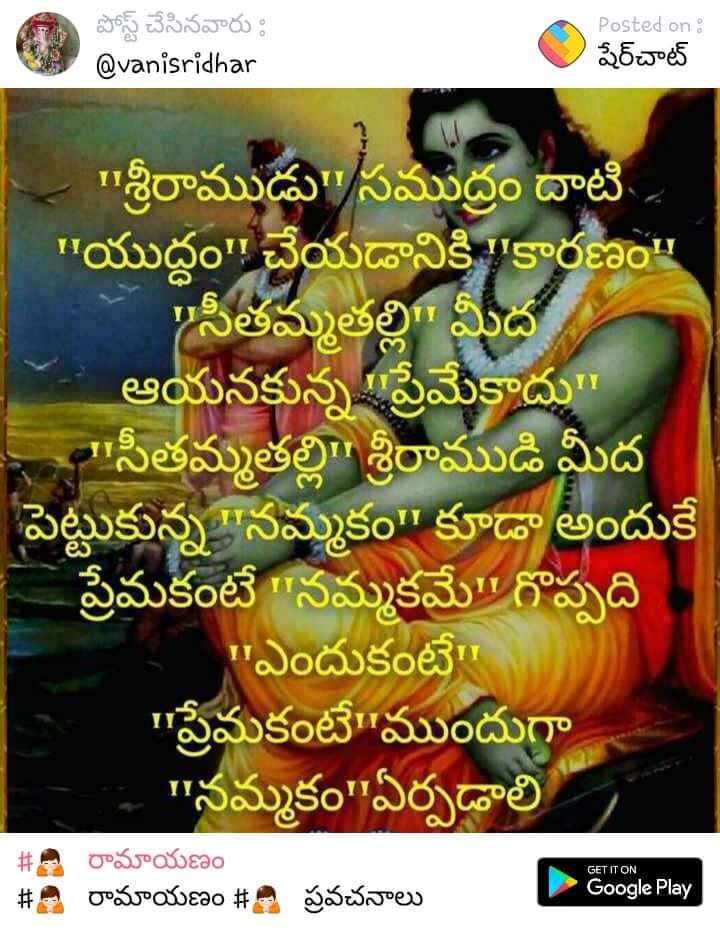 పోస్ట్ చేసినవారు :
@vanisridhar
Posted on :
షేర్‌చాట్
"శ్రీరాముడు" సముద్రం దాటి
"యుద్ధం" చేయడానికి "కారణం"
"సీతమ్మతల్లి" మీద
ఆయనకున్న "ప్రేమేకాదు"
"సీతమ్మతల్లి" శ్రీరాముడి మీద
పెట్టుకున్న "నమ్మకం" కూడా అందుకే
ప్రేమకంటే "నమ్మకమే" గొప్పది
"ఎందుకంటే"
"ప్రేమకంటే"ముందుగా
"నమ్మకం"ఏర్పడాలి
#🙇 రామాయణం
#🙇 రామాయణం #🙇 ప్రవచనాలు
GET IT ON
Google Play